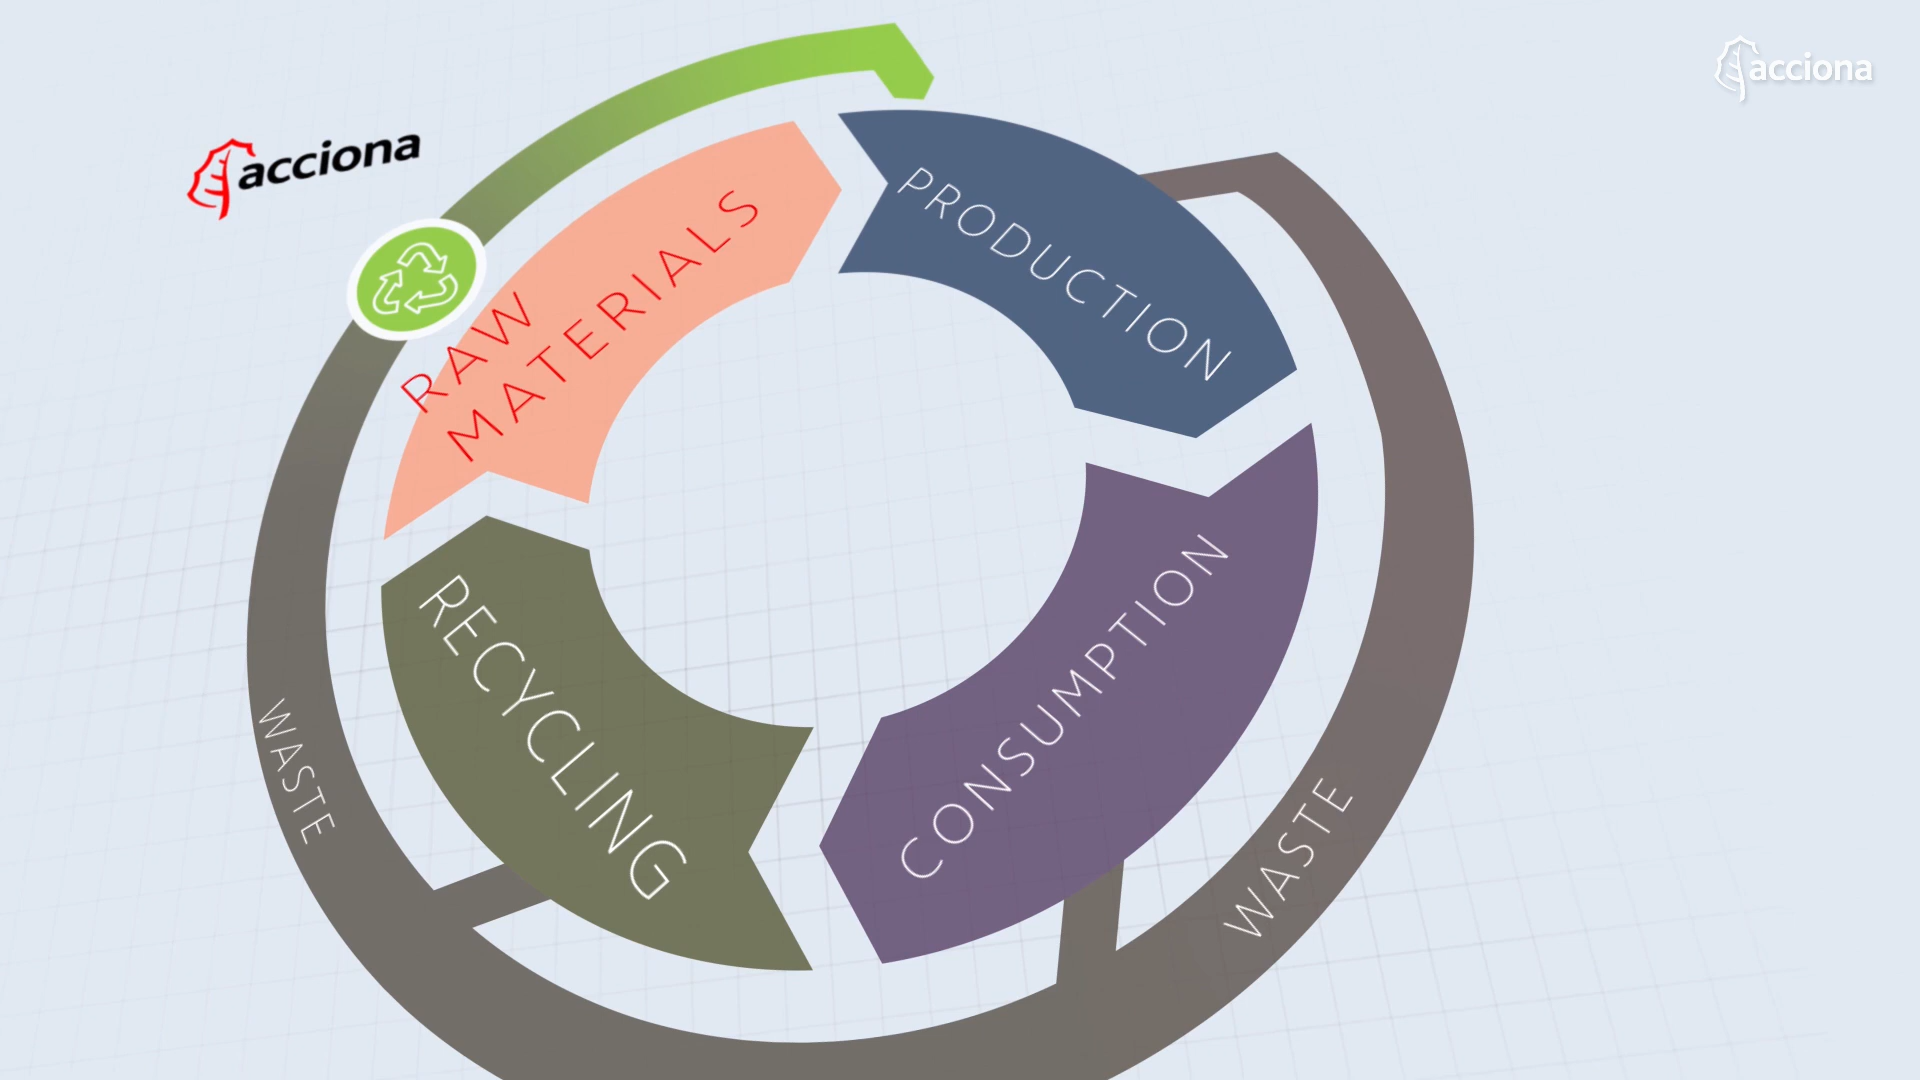 acciona
acciona
RAW
MATERIALS
PRODUCTION
CONSUMPTION
RECYCLING
WASTE
WASTE